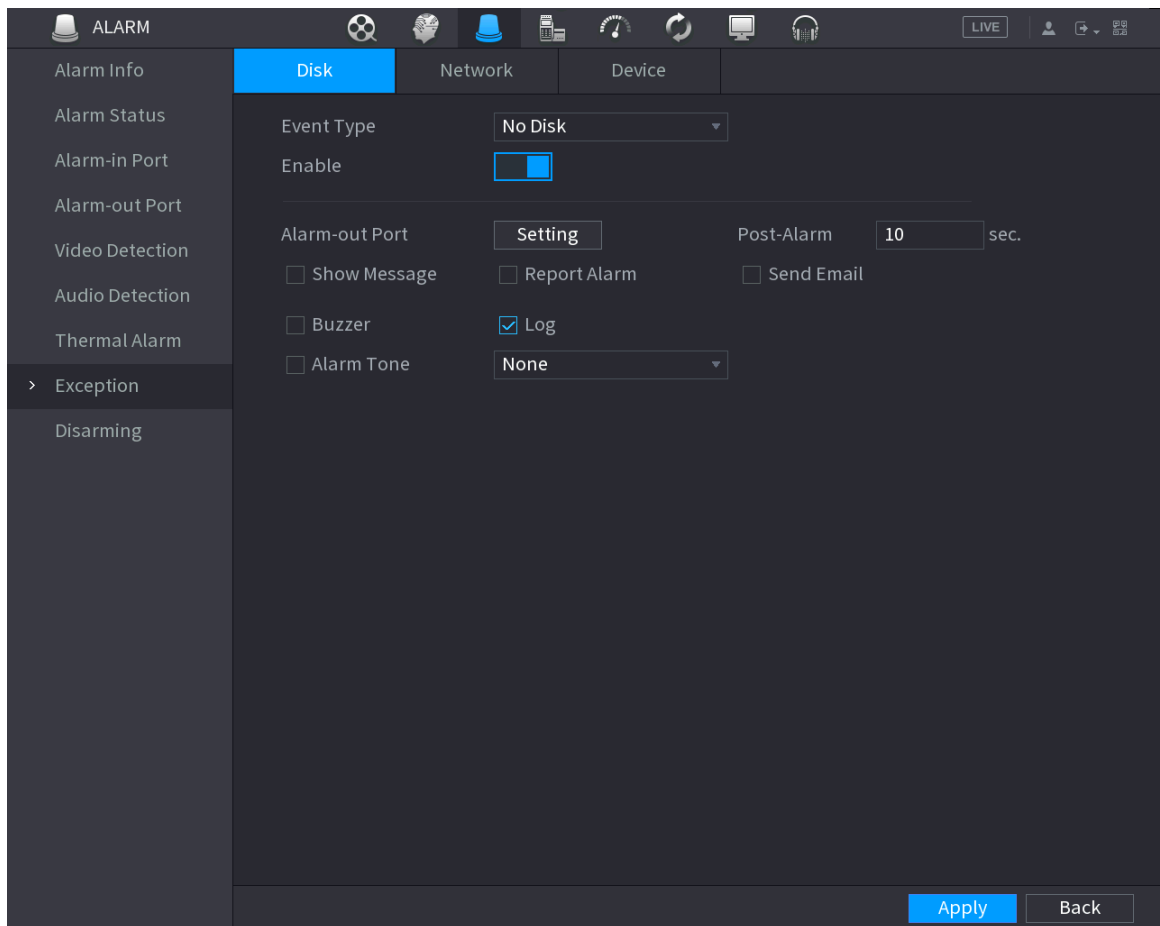 ALARM
LIVE
Alarm Info
Alarm Status
Alarm-in Port
Alarm-out Port
Video Detection
Audio Detection
Thermal Alarm
Exception
Disarming
Disk Network Device
Event Type No Disk
Enable
Alarm-out Port Setting Post-Alarm 10 sec.
Show Message Report Alarm Send Email
Buzzer Log
Alarm Tone None
Apply Back